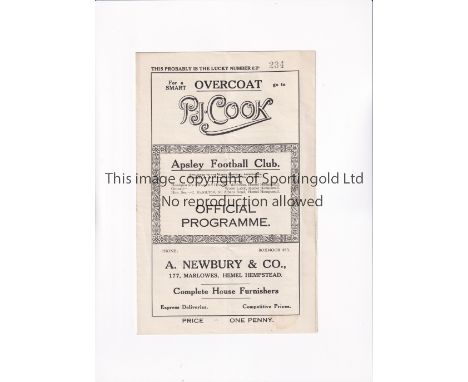 THIS PROBABLY IS THE LUCKY NUMBER 234
For a SMART OVERCOAT go to
P.J. COOK
Apsley Football Club.
This image copyright of Sportingold Ltd
No reproduction allowed
OFFICIAL
PROGRAMME.
PHONE: BOXMOOR
A. NEWBURY & CO.,
177, MARLOWES, HEMEL HEMPSTEAD.
Complete House Furnishers
Express Deliveries. Competitive Prices.
PRICE - ONE PENNY.